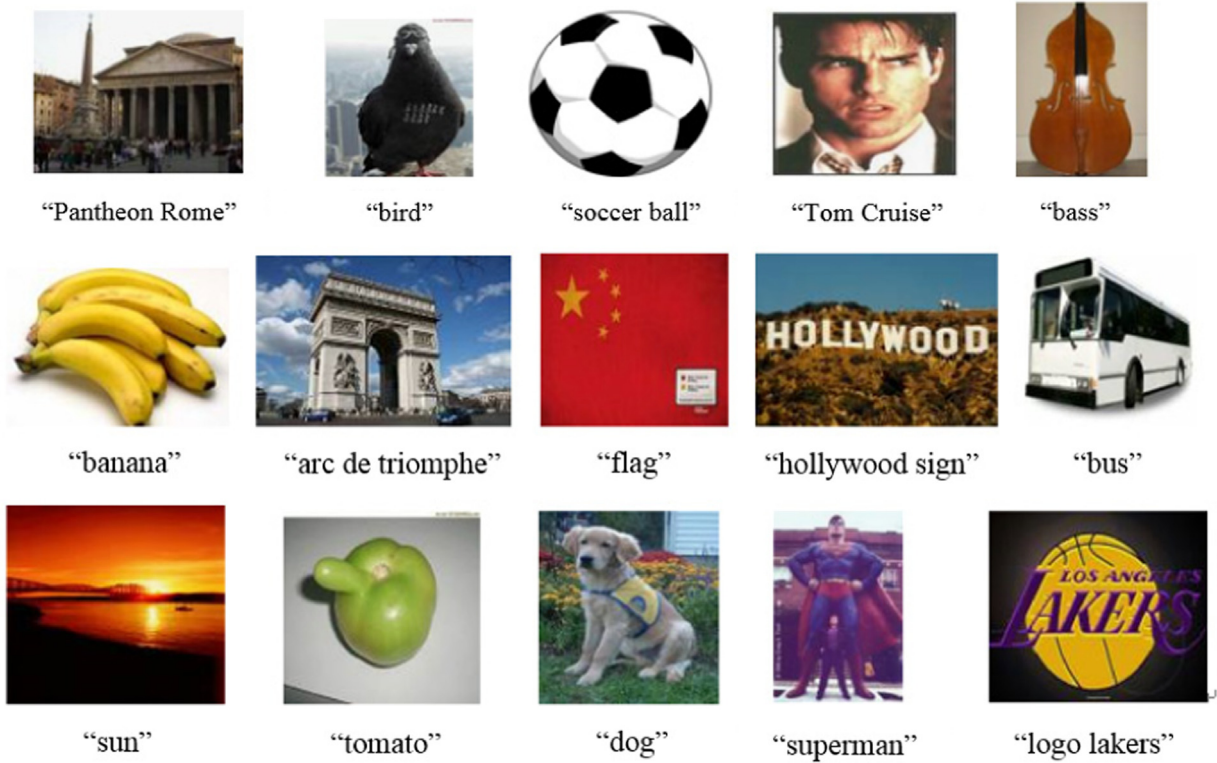 “Pantheon Rome”
“bird”
“soccer ball”
“Tom Cruise”
“bass”
HOLLYWOOD
“banana”
“arc de triomphe”
“flag”
“hollywood sign”
“bus”
LOS ANGELES
LAKERS
“sun”
“tomato”
“dog”
“superman”
“logo lakers”